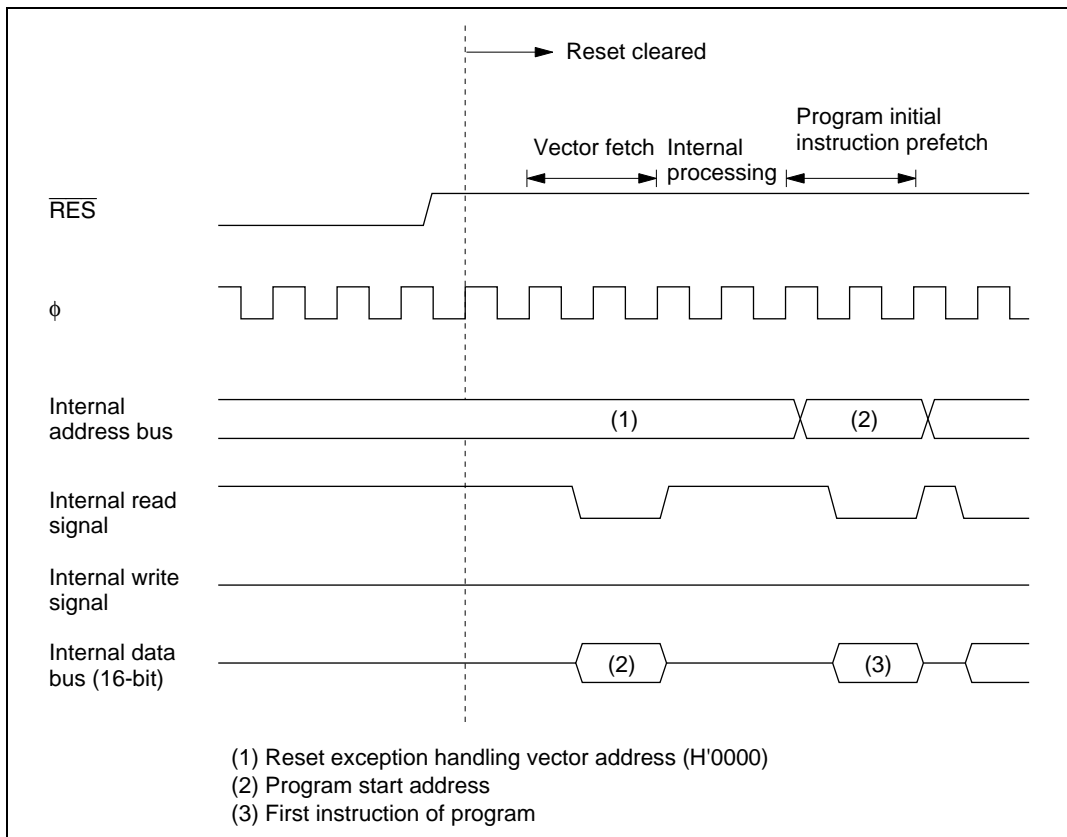 Reset cleared
Program initial
Vector fetch Internal instruction prefetch
processing
RES
ϕ
Internal
address bus
(1)
(2)
Internal read
signal
Internal write
signal
Internal data
bus (16-bit)
(2)
(3)
(1) Reset exception handling vector address (H'0000)
(2) Program start address
(3) First instruction of program